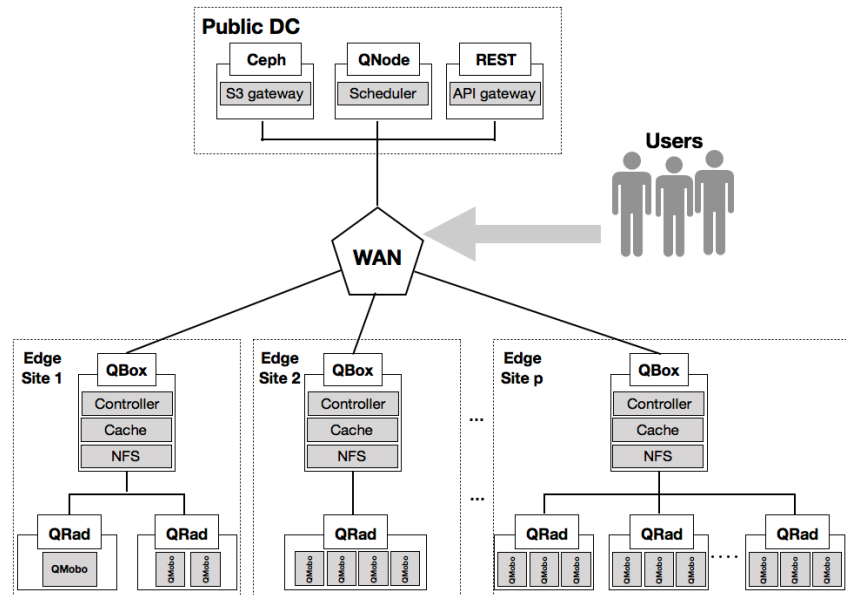 Public DC
Ceph QNode REST
S3 gateway Scheduler API gateway
Users
WAN
Edge Site 1
QBox
Controller
Cache
NFS
QRad
QMobo
QRad
QMobo QMobo
Edge Site 2
QBox
Controller
Cache
NFS
QRad
QMobo QMobo QMobo QMobo
...
...
Edge Site p
QBox
Controller
Cache
NFS
QRad
QMobo QMobo QMobo
QRad
QMobo QMobo QMobo
....
QRad
QMobo QMobo QMobo